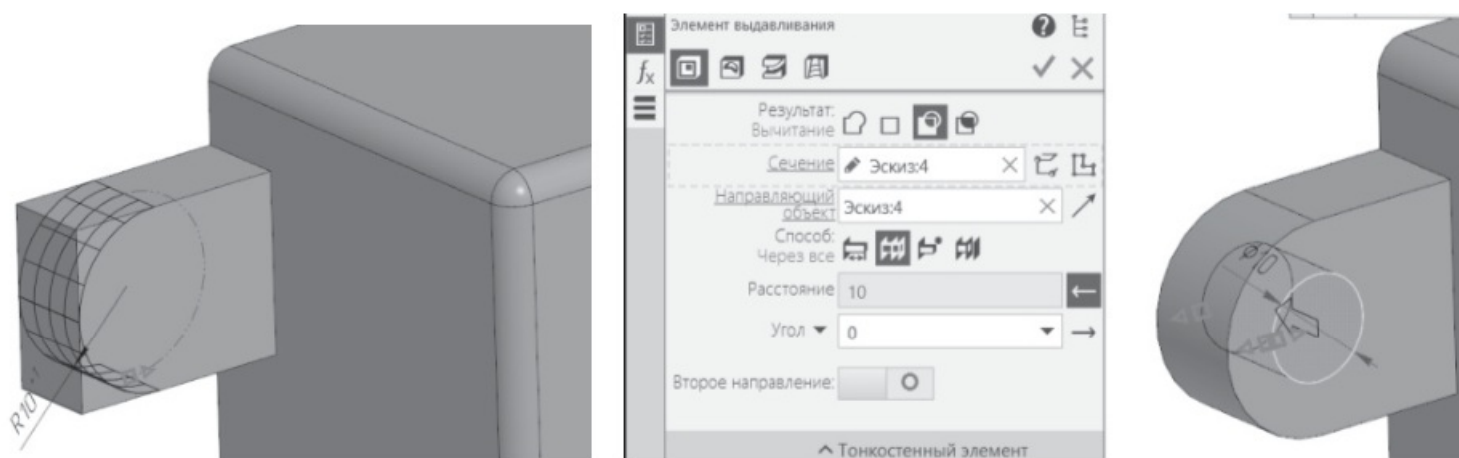 R10
Элемент выдавливания
fx
Результат:
Вычитание
Сечение
Эскиз:4
Направляющий
объект
Эскиз:4
Способ:
Через все
Расстояние
10
Угол
0
Второе направление:
Тонкостенный элемент